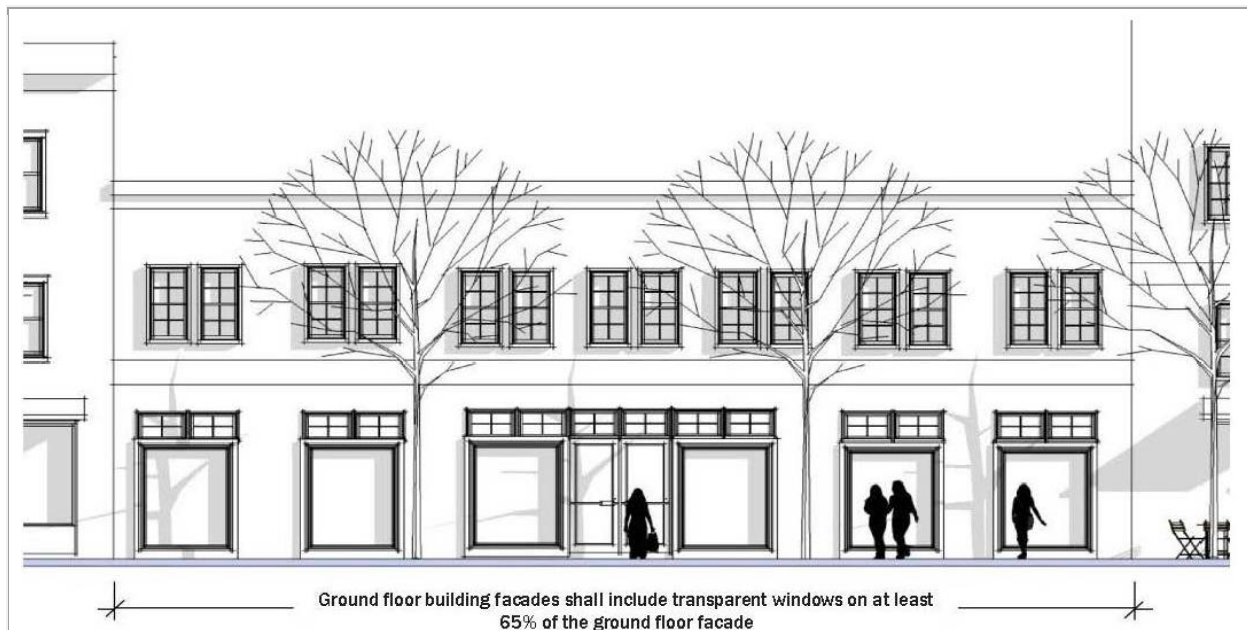 Ground floor building facades shall include transparent windows on at least
65% of the ground floor facade